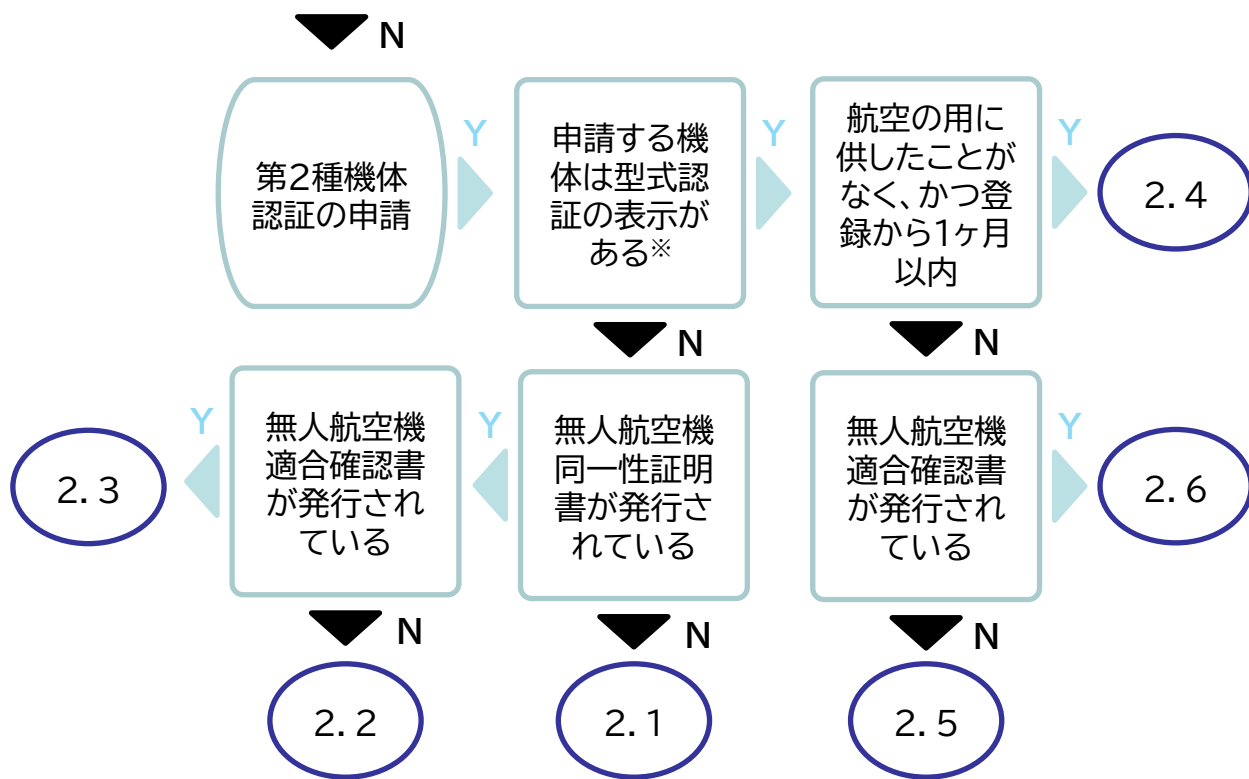 N
第2種機体
認証の申請
Y
申請する機
体は型式認
証の表示が
ある※
Y
航空の用に
供したことが
なく、かつ登
録から1ヶ月
以内
Y
2.4
N
N
2.3
Y
無人航空機
適合確認書
が発行され
ている
Y
無人航空機
同一性証明
書が発行さ
れている
無人航空機
適合確認書
が発行され
ている
Y
2.6
N
N
N
2.2
2.1
2.5